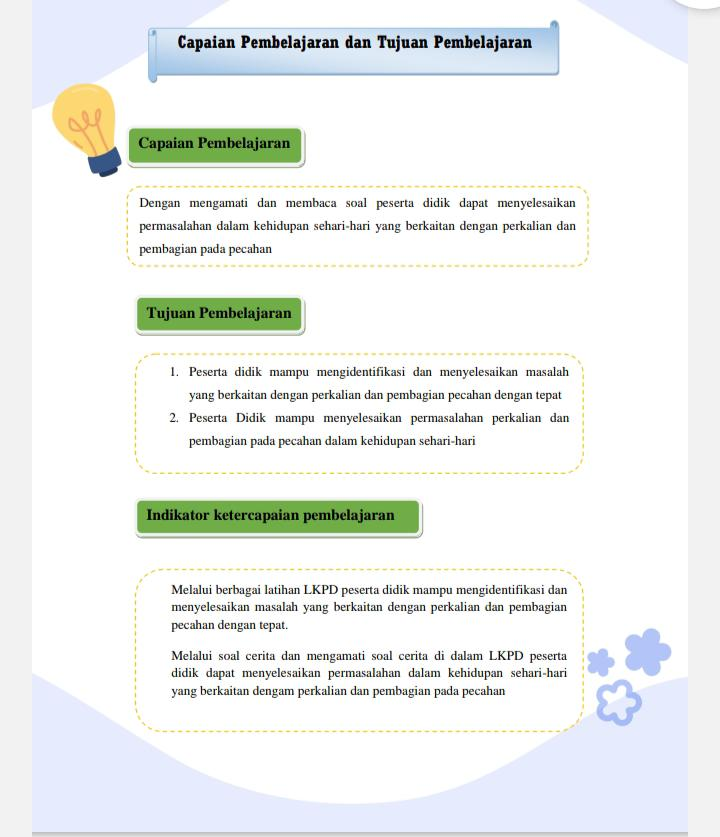 Capaian Pembelajaran dan Tujuan Pembelajaran
Capaian Pembelajaran
Dengan mengamati dan membaca soal peserta didik dapat menyelesaikan
permasalahan dalam kehidupan sehari-hari yang berkaitan dengan perkalian dan
pembagian pada pecahan
Tujuan Pembelajaran
1. Peserta didik mampu mengidentifikasi dan menyelesaikan masalah
yang berkaitan dengan perkalian dan pembagian pecahan dengan tepat
2. Peserta Didik mampu menyelesaikan permasalahan perkalian dan
pembagian pada pecahan dalam kehidupan sehari-hari
Indikator ketercapaian pembelajaran
Melalui berbagai latihan LKPD peserta didik mampu mengidentifikasi dan
menyelesaikan masalah yang berkaitan dengan perkalian dan pembagian
pecahan dengan tepat.
Melalui soal cerita dan mengamati soal cerita di dalam LKPD peserta
didik dapat menyelesaikan permasalahan dalam kehidupan sehari-hari
yang berkaitan dengam perkalian dan pembagian pada pecahan